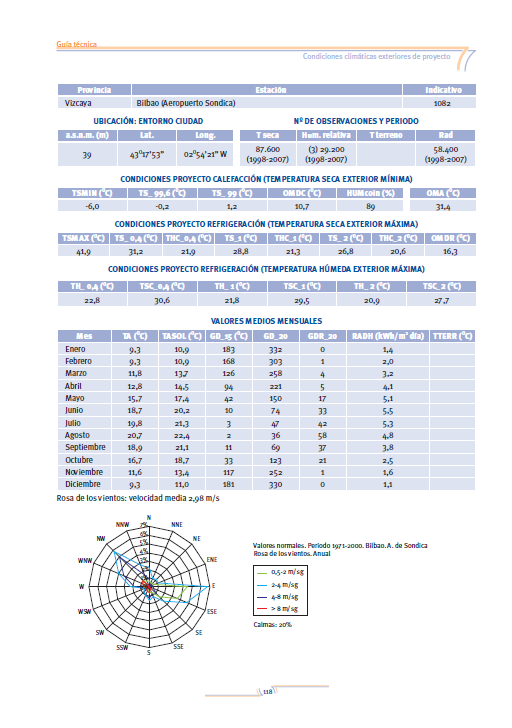 Guía técnica
Condiciones climáticas exteriores de proyecto
7
Provincia Estación Indicativo
Vizcaya Bilbao (Aeropuerto Sondica) 1082
UBICACIÓN: ENTORNO CIUDAD Nº DE OBSERVACIONES Y PERIODO
a.s.n.m. (m) Lat. Long. T seca Hum. relativa T terreno Rad
39 43º17'53" 02º54'21" W 87.600 (3) 29.200 58.400
(1998-2007) (1998-2007) (1998-2007)
CONDICIONES PROYECTO CALEFACCIÓN (TEMPERATURA SECA EXTERIOR MÍNIMA)
TSMIN (ºC) TS_99,6 (ºC) TS_99 (ºC) OMDC (ºC) HUMcoin (%) OMA (ºC)
-6,0 -0,2 1,2 10,7 89 31,4
CONDICIONES PROYECTO REFRIGERACIÓN (TEMPERATURA SECA EXTERIOR MÁXIMA)
TSMAX (ºC) TS_0,4 (ºC) THC_0,4 (ºC) TS_1 (ºC) THC_1 (ºC) TS_2 (ºC) THC_2 (ºC) OMDR (ºC)
41,9 31,2 21,9 28,8 21,3 26,8 20,6 16,3
CONDICIONES PROYECTO REFRIGERACIÓN (TEMPERATURA HÚMEDA EXTERIOR MÁXIMA)
TH_0,4 (ºC) TSC_0,4 (ºC) TH_1 (ºC) TSC_1 (ºC) TH_2 (ºC) TSC_2 (ºC)
22,8 30,6 21,8 29,5 20,9 27,7
VALORES MEDIOS MENSUALES
Mes TA (ºC) TASOL (ºC) GD_15 (ºC) GD_20 GDR_20 RADH (kWh/m² día) TTERR (ºC)
Enero 9,3 10,9 183 332 0 1,4
Febrero 9,3 10,9 168 303 1 2,0
Marzo 11,8 13,7 126 258 4 3,2
Abril 12,8 14,5 94 221 5 4,1
Mayo 15,7 17,4 42 150 17 5,1
Junio 18,7 20,2 10 74 33 5,5
Julio 19,8 21,3 3 47 42 5,3
Agosto 20,7 22,4 2 36 58 4,8
Septiembre 18,9 21,1 11 69 37 3,8
Octubre 16,7 18,7 33 123 21 2,5
Noviembre 11,6 13,4 117 252 1 1,6
Diciembre 9,3 11,0 181 330 0 1,1
Rosa de los vientos: velocidad media 2,98 m/s
N
NNW NNE
NW NE
WNW ENE
W E
WSW ESE
SW SE
SSW SSE
S
7%
6%
5%
4%
3%
Valores normales. Periodo 1971-2000. Bilbao.A. de Sondica
Rosa de los vientos. Anual
0,5-2 m/sg
2-4 m/sg
4-8 m/sg
> 8 m/sg
Calmas: 20%
118